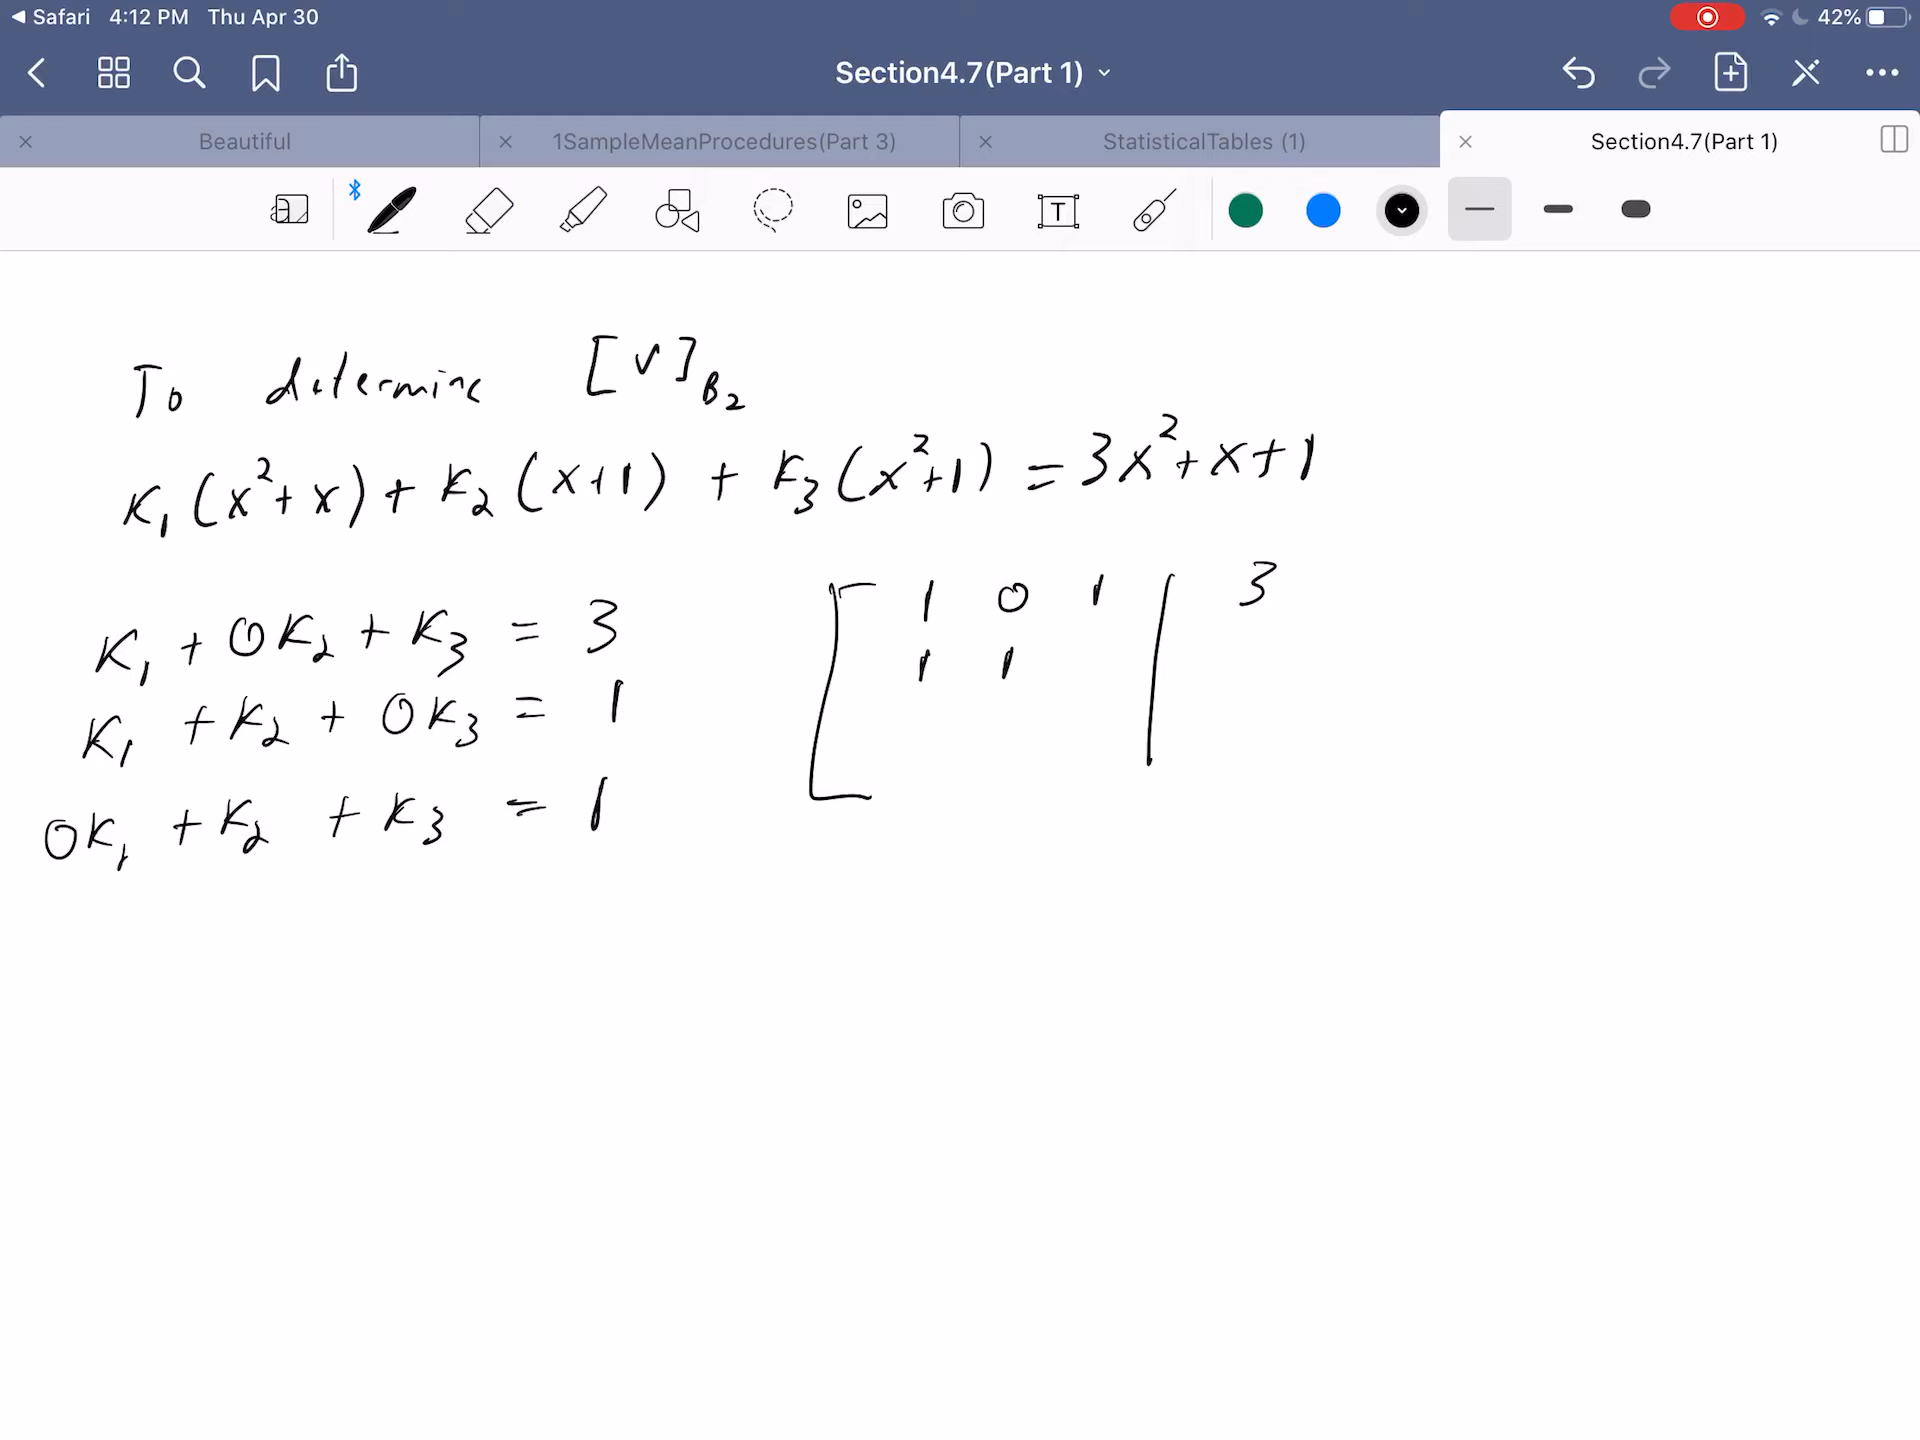 Safari 4:12 PM Thu Apr 30 42%
Section4.7(Part 1)
Beautiful 1SampleMeanProcedures(Part 3) StatisticalTables (1) Section4.7(Part 1)
a T
To determine [v]B₂
K₁(x²+x) + K₂(x+1) + K₃(x²+1) = 3x²+x+1
K₁ + 0K₂ + K₃ = 3
K₁ + K₂ + 0K₃ = 1
0K₁ + K₂ + K₃ = 1
[ 1 0 1 | 3
1 1